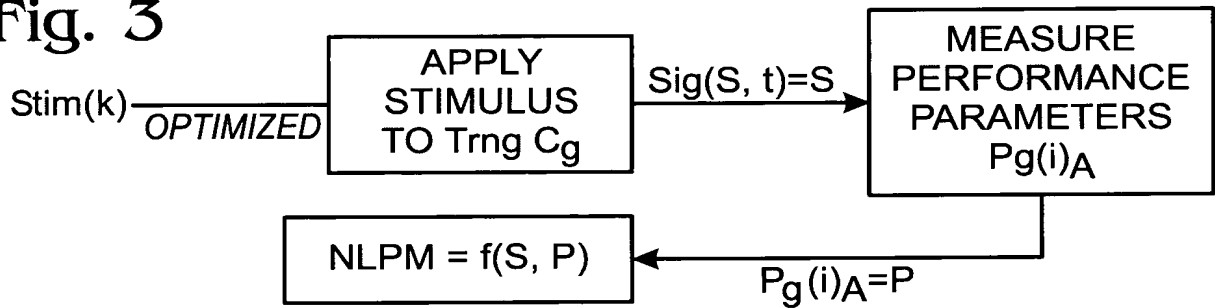 Fig. 3
Stim(k)
OPTIMIZED
APPLY
STIMULUS
TO Trng Cg
Sig(S, t)=S
MEASURE
PERFORMANCE
PARAMETERS
Pg(i)A
Pg(i)A=P
NLPM = f(S, P)